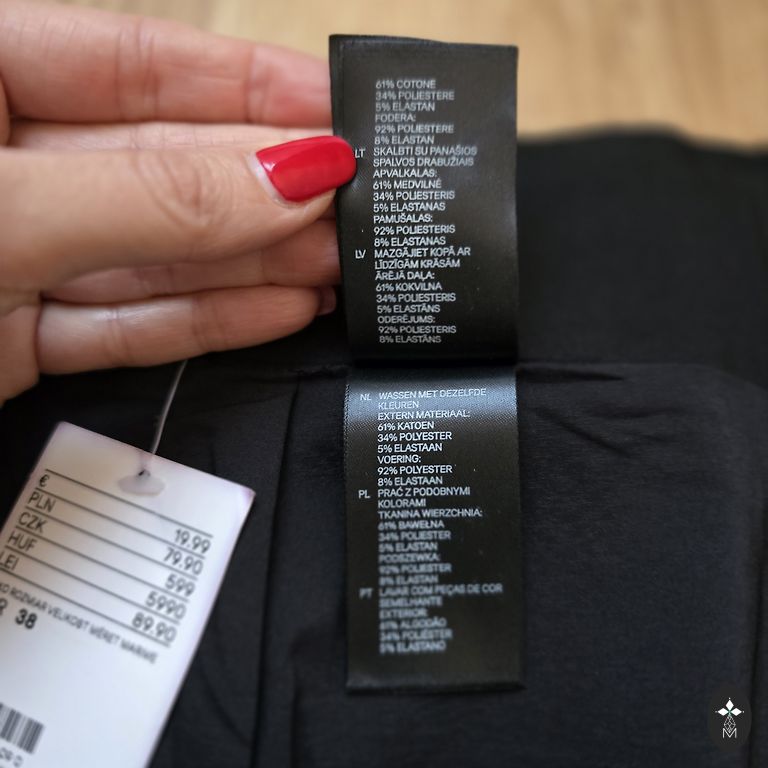 61% COTONE
34% POLIESTERE
5% ELASTAN
FODERA:
92% POLIESTERE
8% ELASTAN
LT SKALBTI SU PANAŠIOS
SPALVOS DRABUŽIAIS
APVALKALAS:
61% MEDVILNĖ
34% POLIESTERIS
5% ELASTANAS
PAMUŠALAS:
92% POLIESTERIS
8% ELASTANAS
LV MAZGĀJIET KOPĀ AR
LĪDZĪGĀM KRĀSĀM
ĀRĒJĀ DAĻA:
61% KOKVILNA
34% POLIESTERIS
5% ELASTĀNS
ODERĒJUMS:
92% POLIESTERIS
8% ELASTĀNS
NL WASSEN MET DEZELFDE
KLEUREN
EXTERN MATERIAAL:
61% KATOEN
34% POLYESTER
5% ELASTAAN
VOERING:
92% POLYESTER
8% ELASTAAN
PL PRAĆ Z PODOBNYMI
KOLORAMI
TKANINA WIERZCHNIA:
61% BAWEŁNA
34% POLIESTER
5% ELASTAN
PODSZEWKA:
92% POLIESTER
8% ELASTAN
PT LAVAR COM PEÇAS DE COR
SEMELHANTE
EXTERIOR:
61% ALGODÃO
34% POLIÉSTER
5% ELASTANO
€ 19.99
PLN 79.90
CZK 599
HUF 5990
LEI 89.90
ROZMIAR VELIKOST MÉRET MARIME
38
M